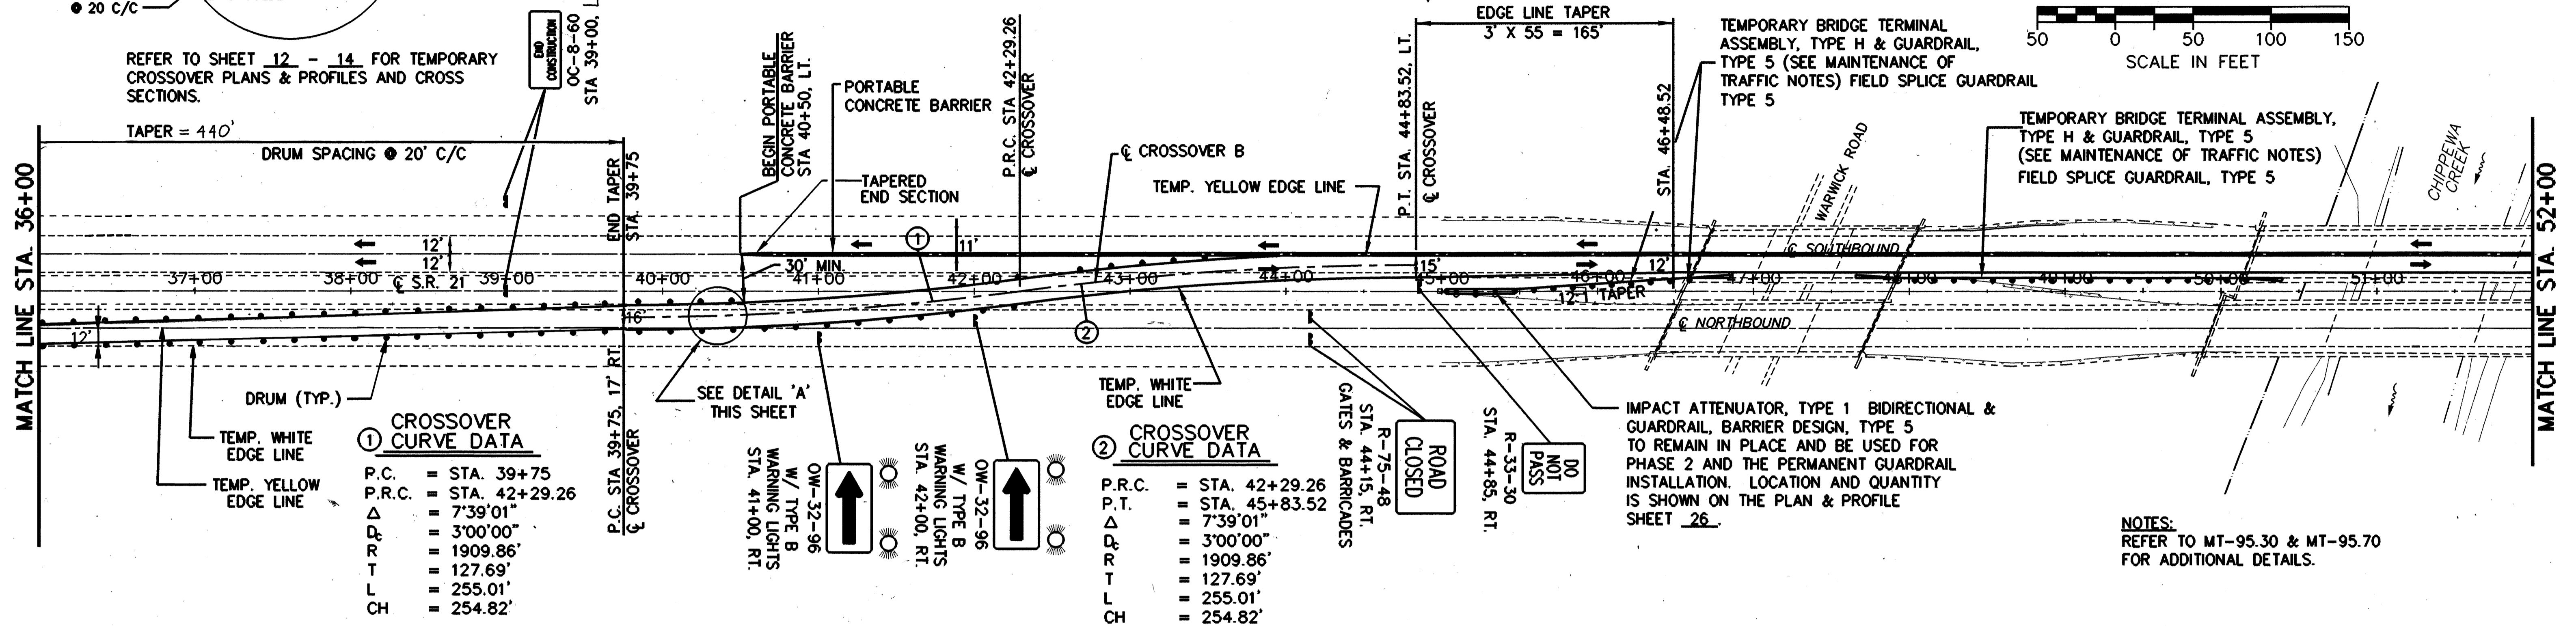 @ 20 C/C
REFER TO SHEET 12 - 14 FOR TEMPORARY
CROSSOVER PLANS & PROFILES AND CROSS
SECTIONS.
TAPER = 440'
DRUM SPACING @ 20' C/C
END
CONSTRUCTION
OC-8-60
STA 39+00,
END TAPER
STA. 39+75
BEGIN PORTABLE
CONCRETE BARRIER
STA 40+50, LT.
PORTABLE
CONCRETE BARRIER
TAPERED
END SECTION
P.R.C. STA 42+29.26
℄ CROSSOVER
℄ CROSSOVER B
TEMP. YELLOW EDGE LINE
EDGE LINE TAPER
3' X 55 = 165'
P.T. STA. 44+83.52, LT.
℄ CROSSOVER
STA. 46+48.52
TEMPORARY BRIDGE TERMINAL
ASSEMBLY, TYPE H & GUARDRAIL,
TYPE 5 (SEE MAINTENANCE OF
TRAFFIC NOTES) FIELD SPLICE GUARDRAIL
TYPE 5
50 0 50 100 150
SCALE IN FEET
TEMPORARY BRIDGE TERMINAL ASSEMBLY,
TYPE H & GUARDRAIL, TYPE 5
(SEE MAINTENANCE OF TRAFFIC NOTES)
FIELD SPLICE GUARDRAIL, TYPE 5
WARWICK ROAD
CHIPPEWA
CREEK
MATCH LINE STA. 36+00
MATCH LINE STA. 52+00
12'
12'
11'
1
30' MIN.
37+00 38+00 39+00 40+00 41+00 42+00 43+00 44+00 45+00 46+00 47+00 48+00 49+00 50+00 51+00
℄ S.R. 21
℄ SOUTHBOUND
15'
12'
12:1 TAPER
℄ NORTHBOUND
16'
12'
2
DRUM (TYP.)
TEMP. WHITE
EDGE LINE
TEMP. YELLOW
EDGE LINE
P.C. STA 39+75, 17' RT
℄ CROSSOVER
SEE DETAIL 'A'
THIS SHEET
TEMP. WHITE
EDGE LINE
1 CROSSOVER
CURVE DATA
P.C. = STA. 39+75
P.R.C. = STA. 42+29.26
Δ = 7°39'01"
Dc = 3°00'00"
R = 1909.86'
T = 127.69'
L = 255.01'
CH = 254.82'
OW-32-96
W/ TYPE B
WARNING LIGHTS
STA. 41+00, RT.
OW-32-96
W/ TYPE B
WARNING LIGHTS
STA. 42+00, RT.
2 CROSSOVER
CURVE DATA
P.R.C. = STA. 42+29.26
P.T. = STA. 45+83.52
Δ = 7°39'01"
Dc = 3°00'00"
R = 1909.86'
T = 127.69'
L = 255.01'
CH = 254.82'
ROAD
CLOSED
R-75-48
STA. 44+15, RT.
GATES & BARRICADES
DO
NOT
PASS
R-33-30
STA. 44+85, RT.
IMPACT ATTENUATOR, TYPE 1 BIDIRECTIONAL &
GUARDRAIL, BARRIER DESIGN, TYPE 5
TO REMAIN IN PLACE AND BE USED FOR
PHASE 2 AND THE PERMANENT GUARDRAIL
INSTALLATION. LOCATION AND QUANTITY
IS SHOWN ON THE PLAN & PROFILE
SHEET 26.
NOTES:
REFER TO MT-95.30 & MT-95.70
FOR ADDITIONAL DETAILS.